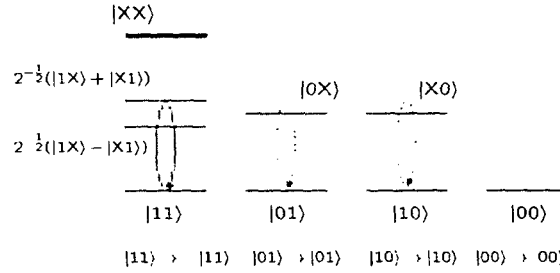 |XX⟩
2^{-1/2}(|1X⟩ + |X1⟩)
|0X⟩ |X0⟩
2^{-1/2}(|1X⟩ − |X1⟩)
|11⟩ |01⟩ |10⟩ |00⟩
|11⟩ → |11⟩ |01⟩ → |01⟩ |10⟩ → |10⟩ |00⟩ → 00⟩